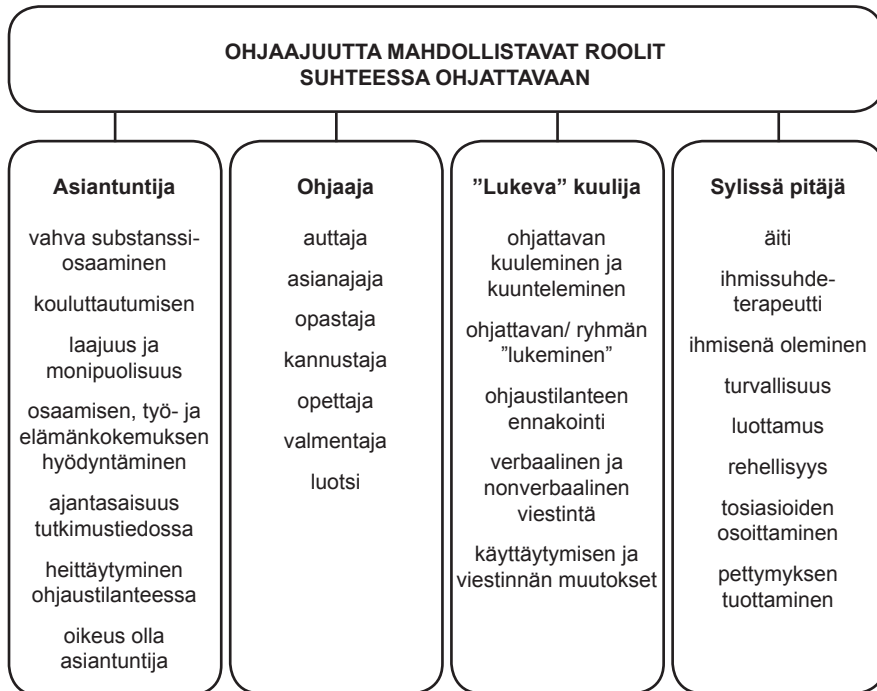 OHJAAJUUTTA MAHDOLLISTAVAT ROOLIT
SUHTEESSA OHJATTAVAAN
Asiantuntija
vahva substanssi-
osaaminen
kouluttautumisen
laajuus ja
monipuolisuus
osaamisen, työ- ja
elämänkokemuksen
hyödyntäminen
ajantasaisuus
tutkimustiedossa
heittäytyminen
ohjaustilanteessa
oikeus olla
asiantuntija
Ohjaaja
auttaja
asianajaja
opastaja
kannustaja
opettaja
valmentaja
luotsi
”Lukeva” kuulija
ohjattavan
kuuleminen ja
kuunteleminen
ohjattavan/ ryhmän
”lukeminen”
ohjaustilanteen
ennakointi
verbaalinen ja
nonverbaalinen
viestintä
käyttäytymisen ja
viestinnän muutokset
Sylissä pitäjä
äiti
ihmissuhde-
terapeutti
ihmisenä oleminen
turvallisuus
luottamus
rehellisyys
tosiasioiden
osoittaminen
pettymyksen
tuottaminen